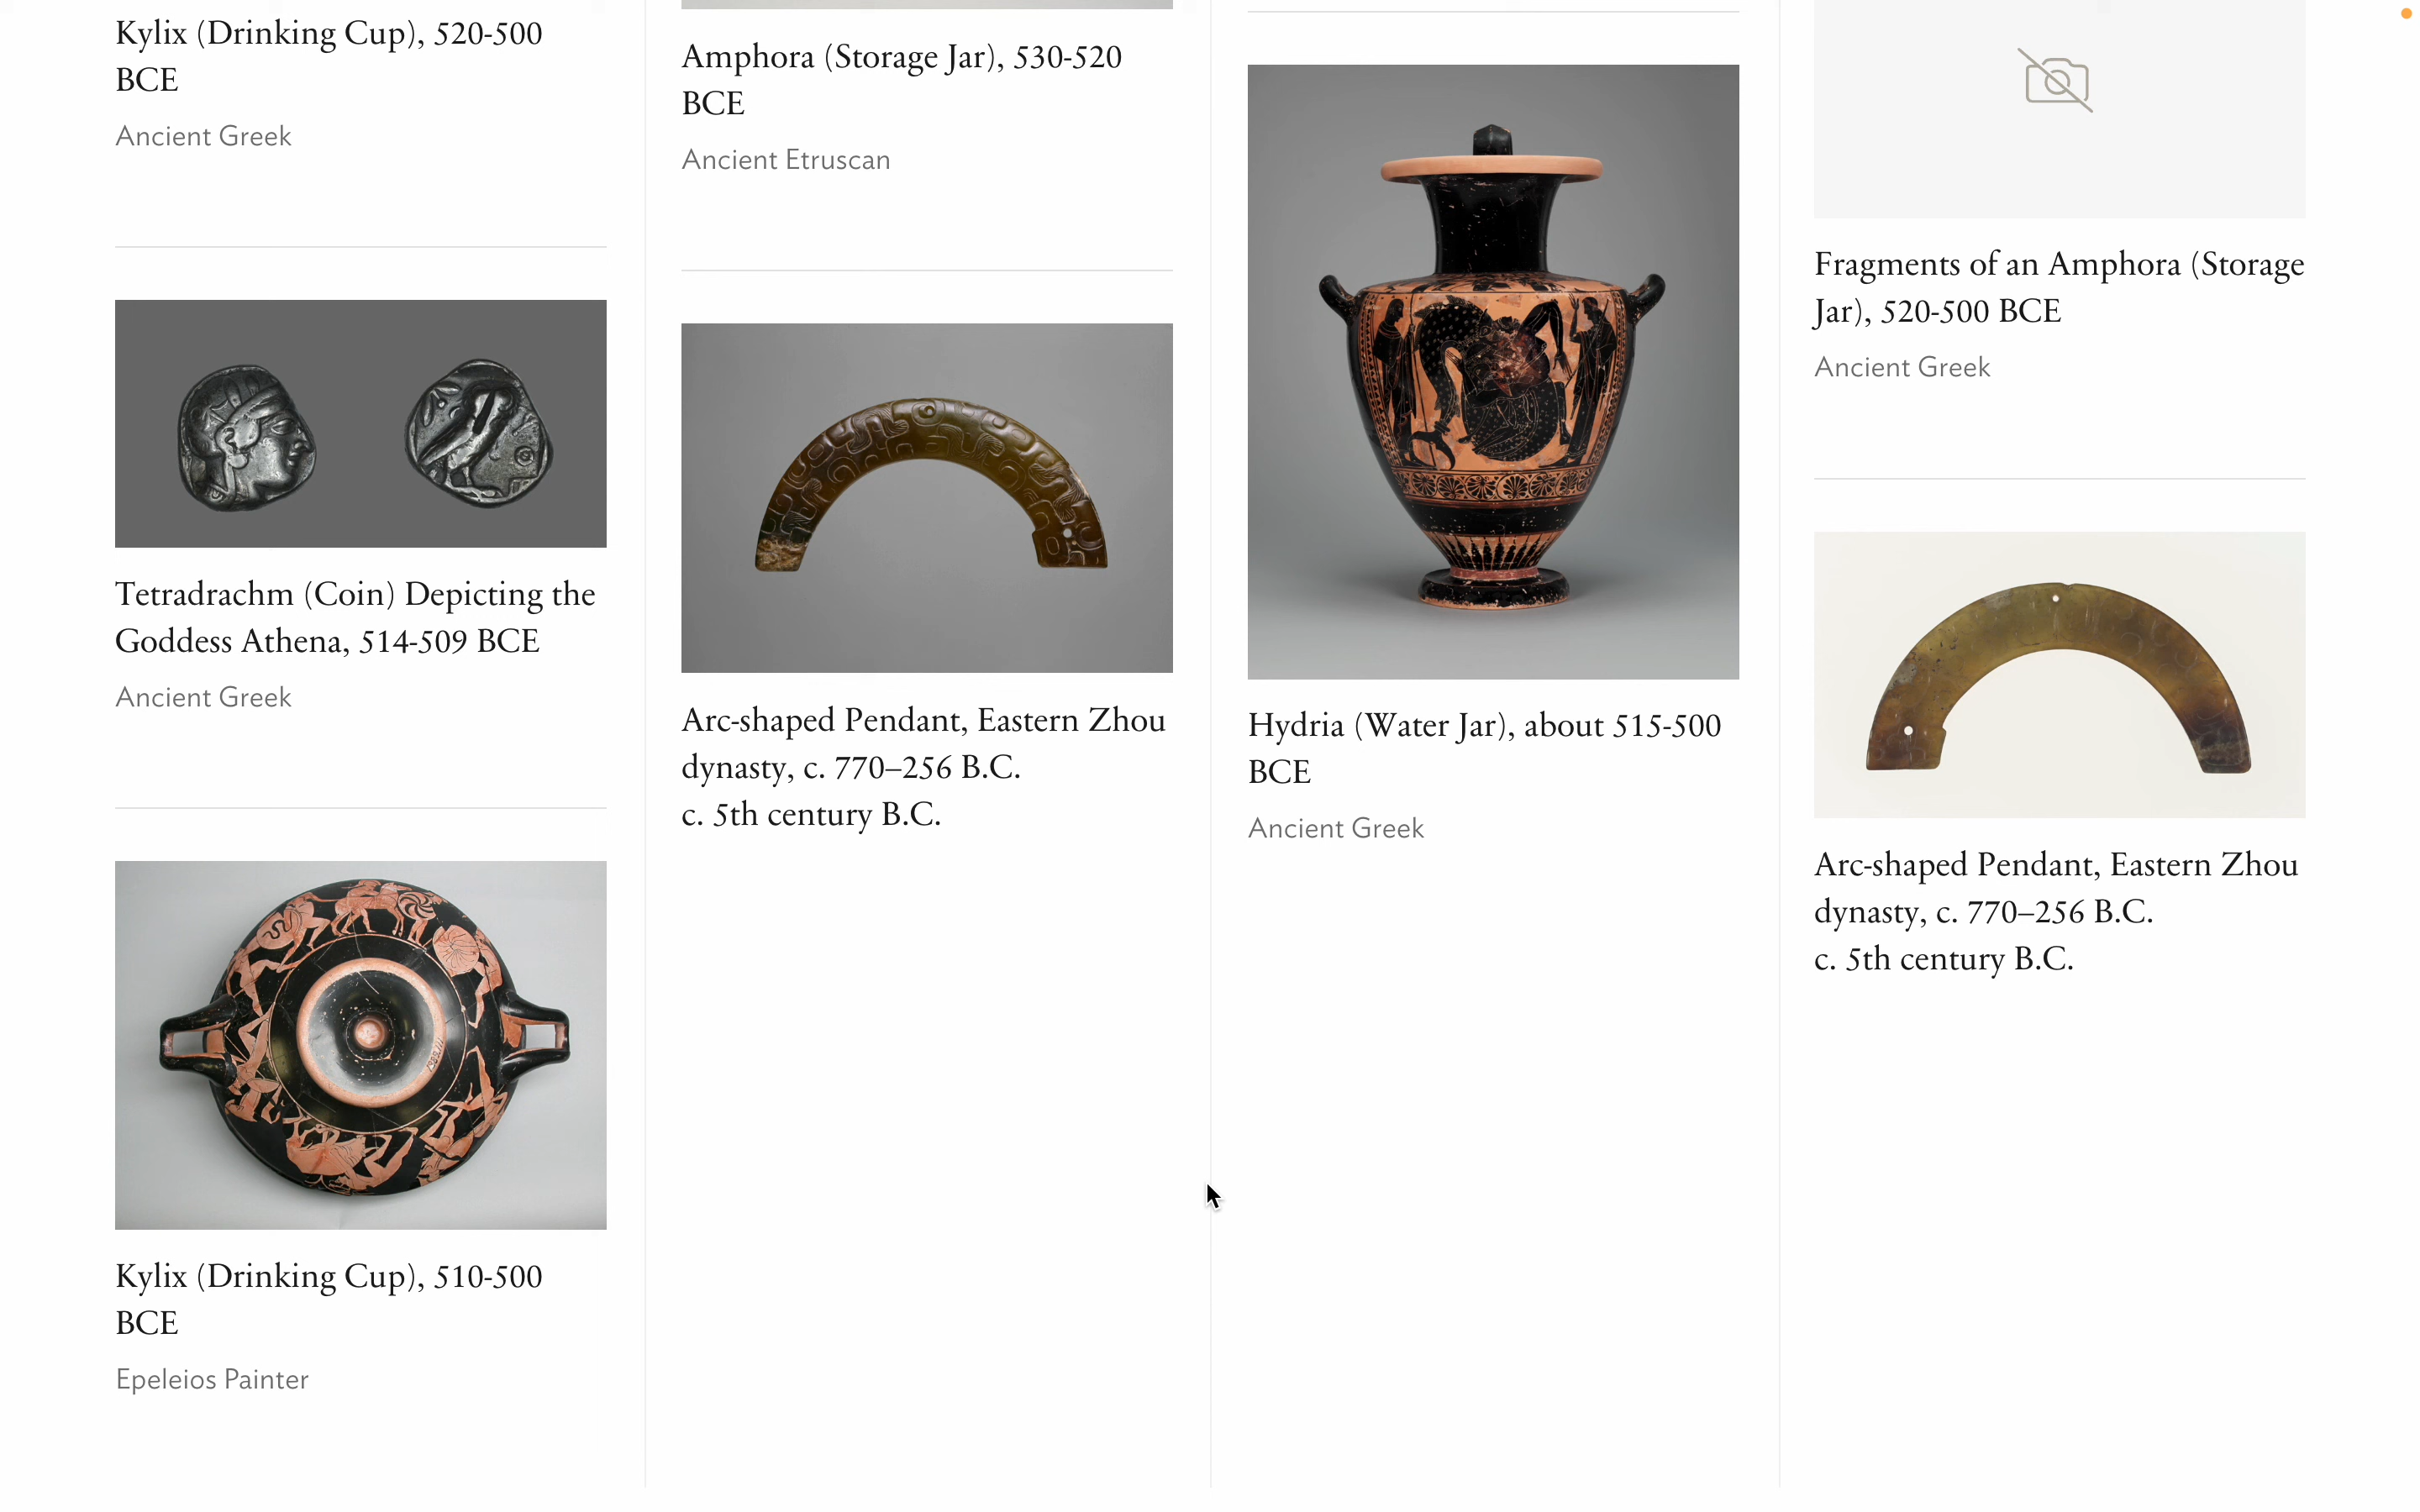 Kylix (Drinking Cup), 520-500
BCE
Ancient Greek
Tetradrachm (Coin) Depicting the
Goddess Athena, 514-509 BCE
Ancient Greek
Kylix (Drinking Cup), 510-500
BCE
Epeleios Painter
Amphora (Storage Jar), 530-520
BCE
Ancient Etruscan
Arc-shaped Pendant, Eastern Zhou
dynasty, c. 770–256 B.C.
c. 5th century B.C.
Hydria (Water Jar), about 515-500
BCE
Ancient Greek
Fragments of an Amphora (Storage
Jar), 520-500 BCE
Ancient Greek
Arc-shaped Pendant, Eastern Zhou
dynasty, c. 770–256 B.C.
c. 5th century B.C.